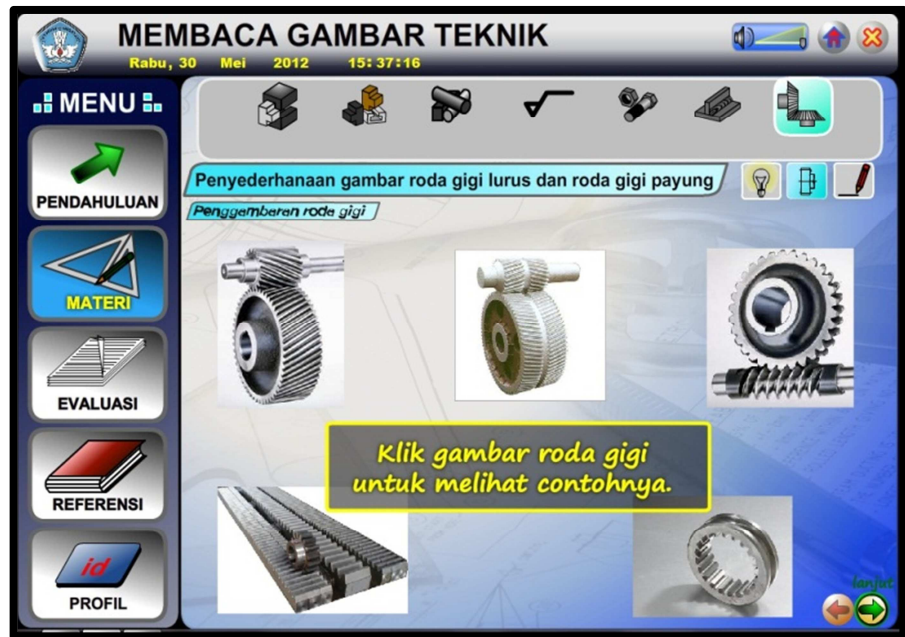 MEMBACA GAMBAR TEKNIK
Rabu, 30 Mei 2012 15:37:16
MENU
PENDAHULUAN
MATERI
EVALUASI
REFERENSI
id
PROFIL
Penyederhanaan gambar roda gigi lurus dan roda gigi payung
Penggambaran roda gigi
Klik gambar roda gigi
untuk melihat contohnya.
lanjut